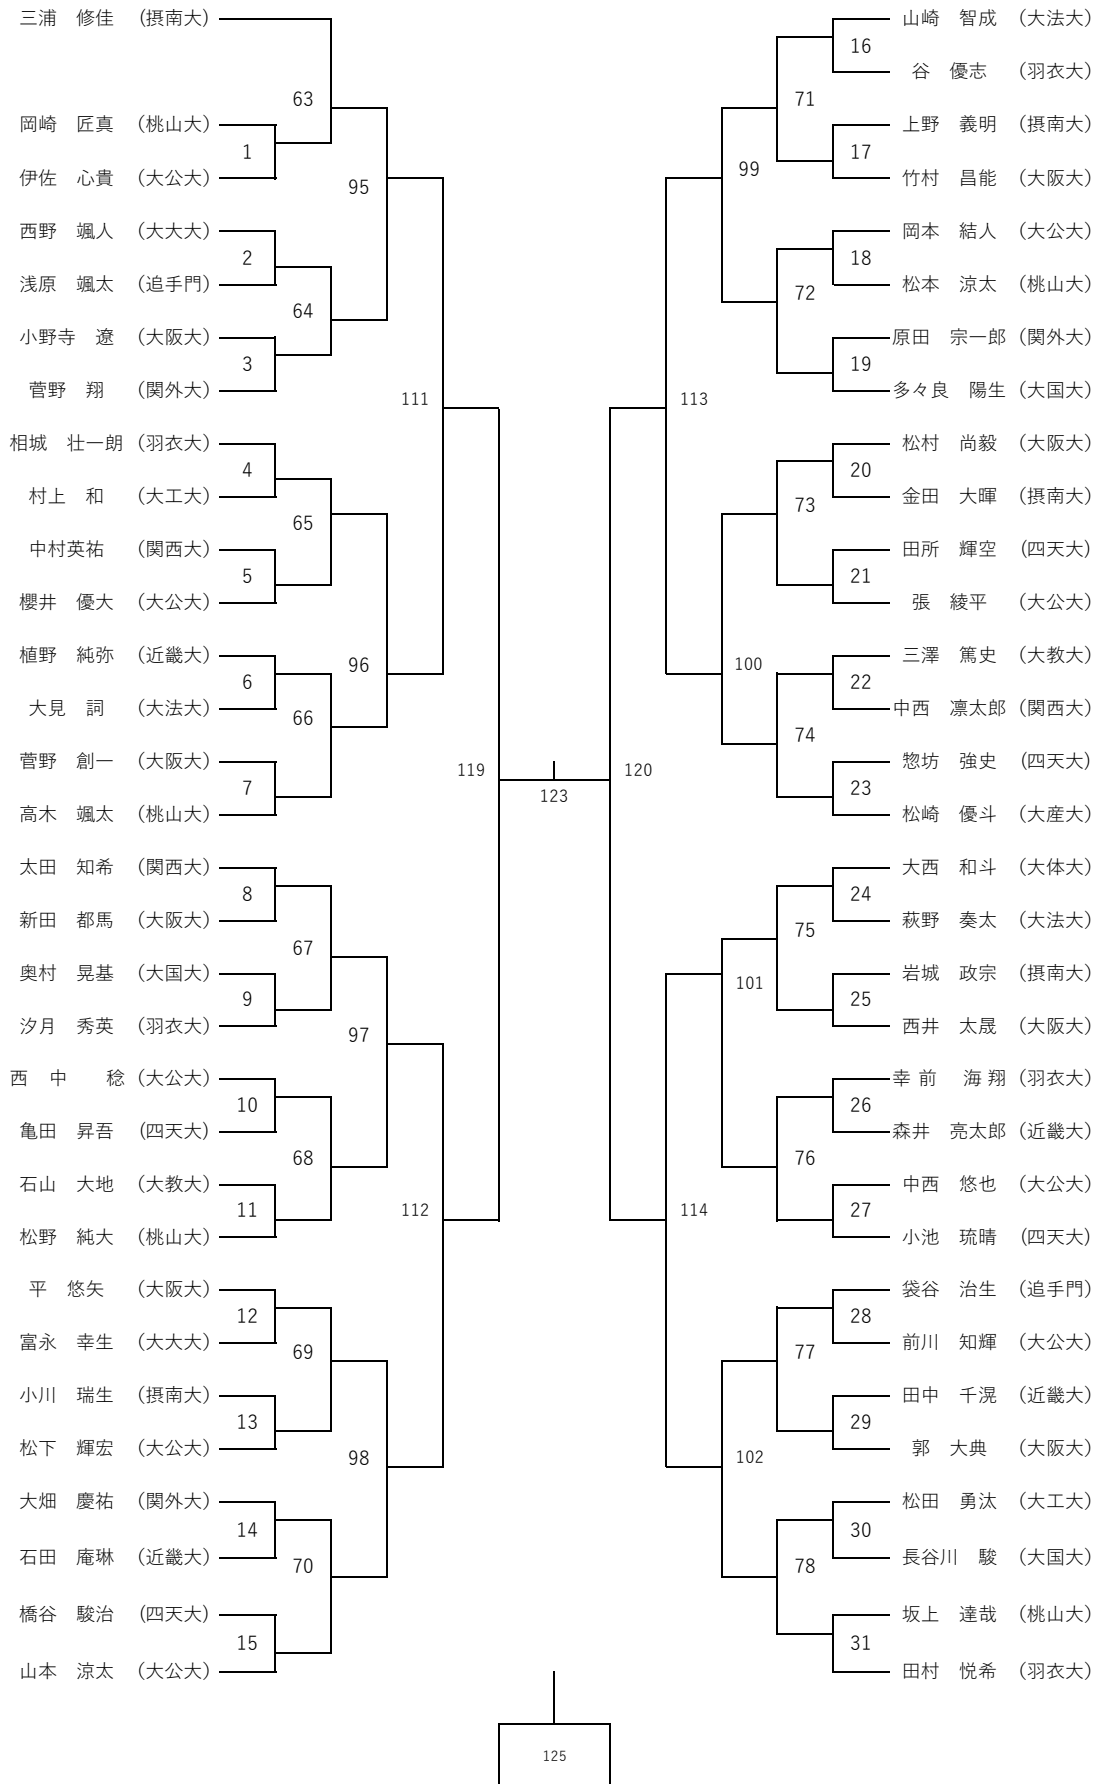 三浦　修佳　(摂南大)
63
岡崎　匠真　(桃山大)
1
伊佐　心貴　(大公大)
95
西野　颯人　(大大大)
2
浅原　颯太　(追手門)
64
小野寺　遼　(大阪大)
3
菅野　翔　(関外大)
111
相城　壮一朗　(羽衣大)
4
村上　和　(大工大)
65
中村英祐　(関西大)
5
櫻井　優大　(大公大)
植野　純弥　(近畿大)
96
6
大見　詞　(大法大)
66
菅野　創一　(大阪大)
7
高木　颯太　(桃山大)
119
太田　知希　(関西大)
8
新田　都馬　(大阪大)
67
奥村　晃基　(大国大)
9
汐月　秀英　(羽衣大)
97
西　中　　稔　(大公大)
10
亀田　昇吾　(四天大)
68
石山　大地　(大教大)
11
松野　純大　(桃山大)
112
平　悠矢　(大阪大)
12
富永　幸生　(大大大)
69
小川　瑞生　(摂南大)
13
松下　輝宏　(大公大)
98
大畑　慶祐　(関外大)
14
石田　庵琳　(近畿大)
70
橋谷　駿治　(四天大)
15
山本　涼太　(大公大)
123
山崎　智成　(大法大)
16
谷　優志　(羽衣大)
71
上野　義明　(摂南大)
17
竹村　昌能　(大阪大)
99
岡本　結人　(大公大)
18
松本　涼太　(桃山大)
72
原田　宗一郎　(関外大)
19
多々良　陽生　(大国大)
113
松村　尚毅　(大阪大)
20
金田　大暉　(摂南大)
73
田所　輝空　(四天大)
21
張　綾平　(大公大)
100
三澤　篤史　(大教大)
22
中西　凛太郎　(関西大)
74
惣坊　強史　(四天大)
23
松崎　優斗　(大産大)
120
大西　和斗　(大体大)
24
萩野　奏太　(大法大)
75
岩城　政宗　(摂南大)
101
25
西井　太晟　(大阪大)
幸前　海翔　(羽衣大)
26
森井　亮太郎　(近畿大)
76
中西　悠也　(大公大)
27
小池　琉晴　(四天大)
114
袋谷　治生　(追手門)
28
前川　知輝　(大公大)
77
田中　千滉　(近畿大)
29
郭　大典　(大阪大)
102
松田　勇汰　(大工大)
30
長谷川　駿　(大国大)
78
坂上　達哉　(桃山大)
31
田村　悦希　(羽衣大)
125